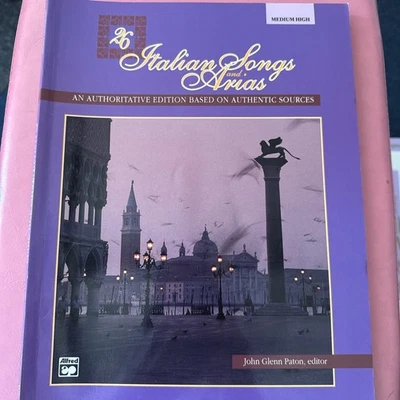 MEDIUM HIGH
26
Italian Songs
and
Arias
AN AUTHORITATIVE EDITION BASED ON AUTHENTIC SOURCES
John Glenn Paton, editor
Alfred